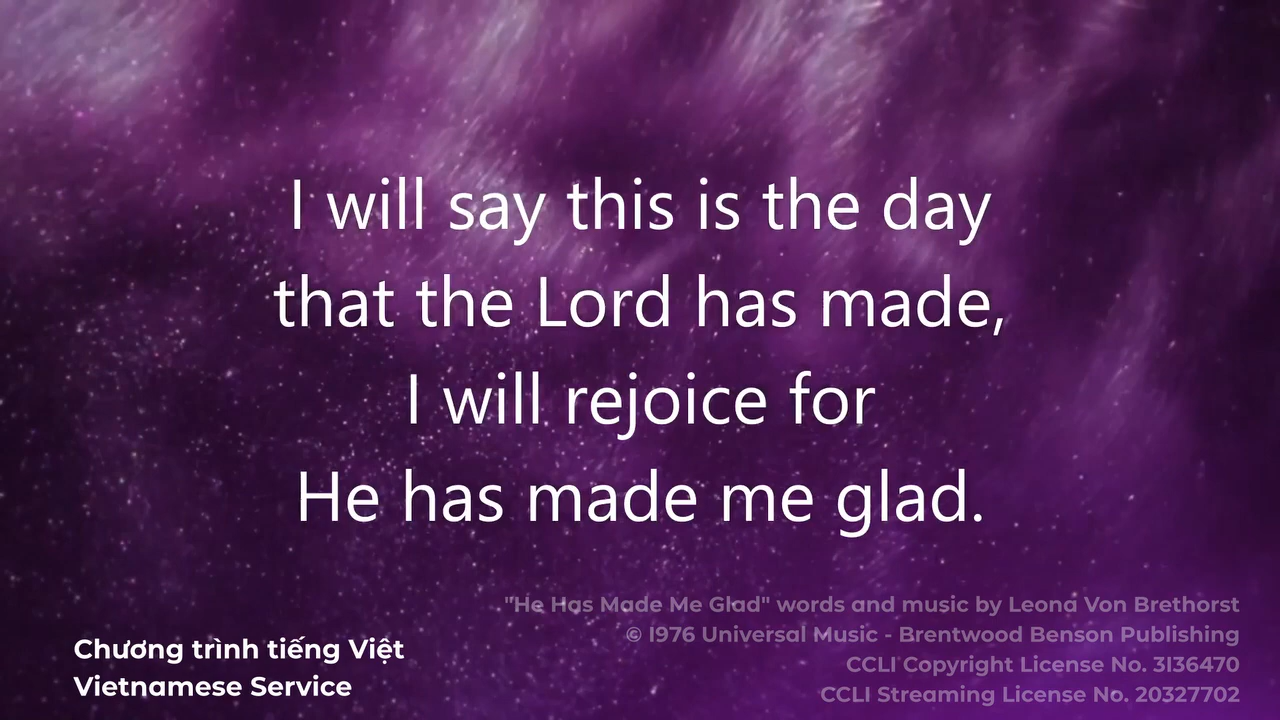 I will say this is the day
that the Lord has made,
I will rejoice for
He has made me glad.
"He Has Made Me Glad" words and music by Leona Von Brethorst
© 1976 Universal Music - Brentwood Benson Publishing
CCLI Copyright License No. 3136470
CCLI Streaming License No. 20327702
Chương trình tiếng Việt
Vietnamese Service